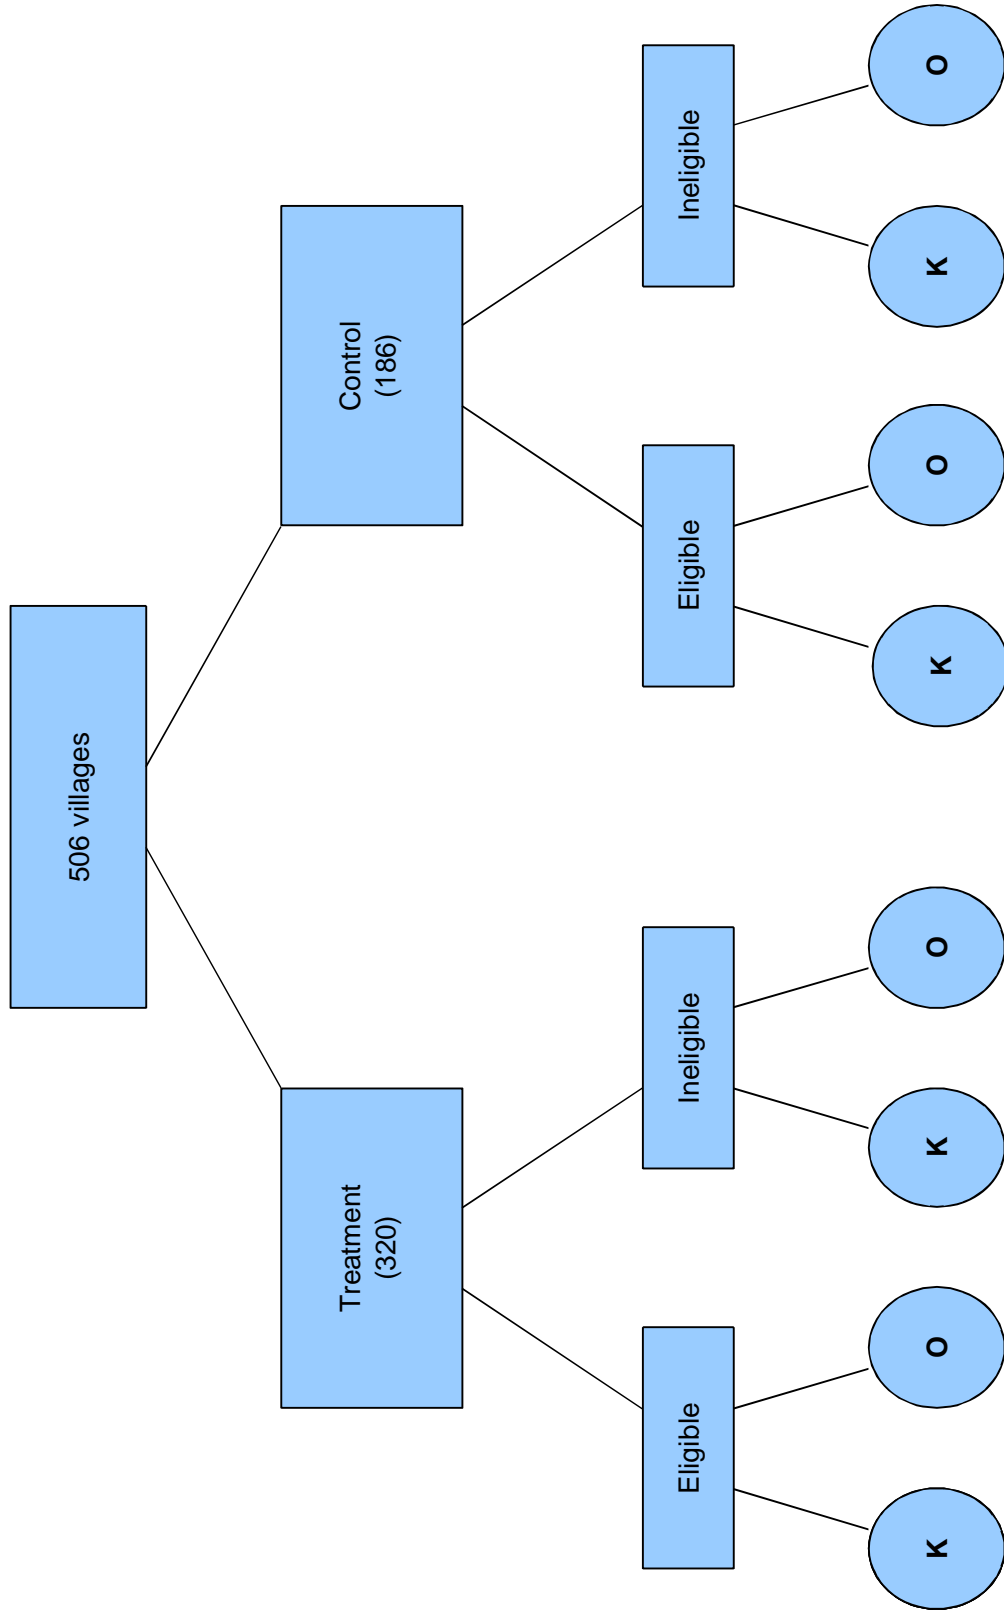 506 villages
Treatment
(320)
Control
(186)
Eligible
Ineligible
Eligible
Ineligible
K
O
K
O
K
O
K
O